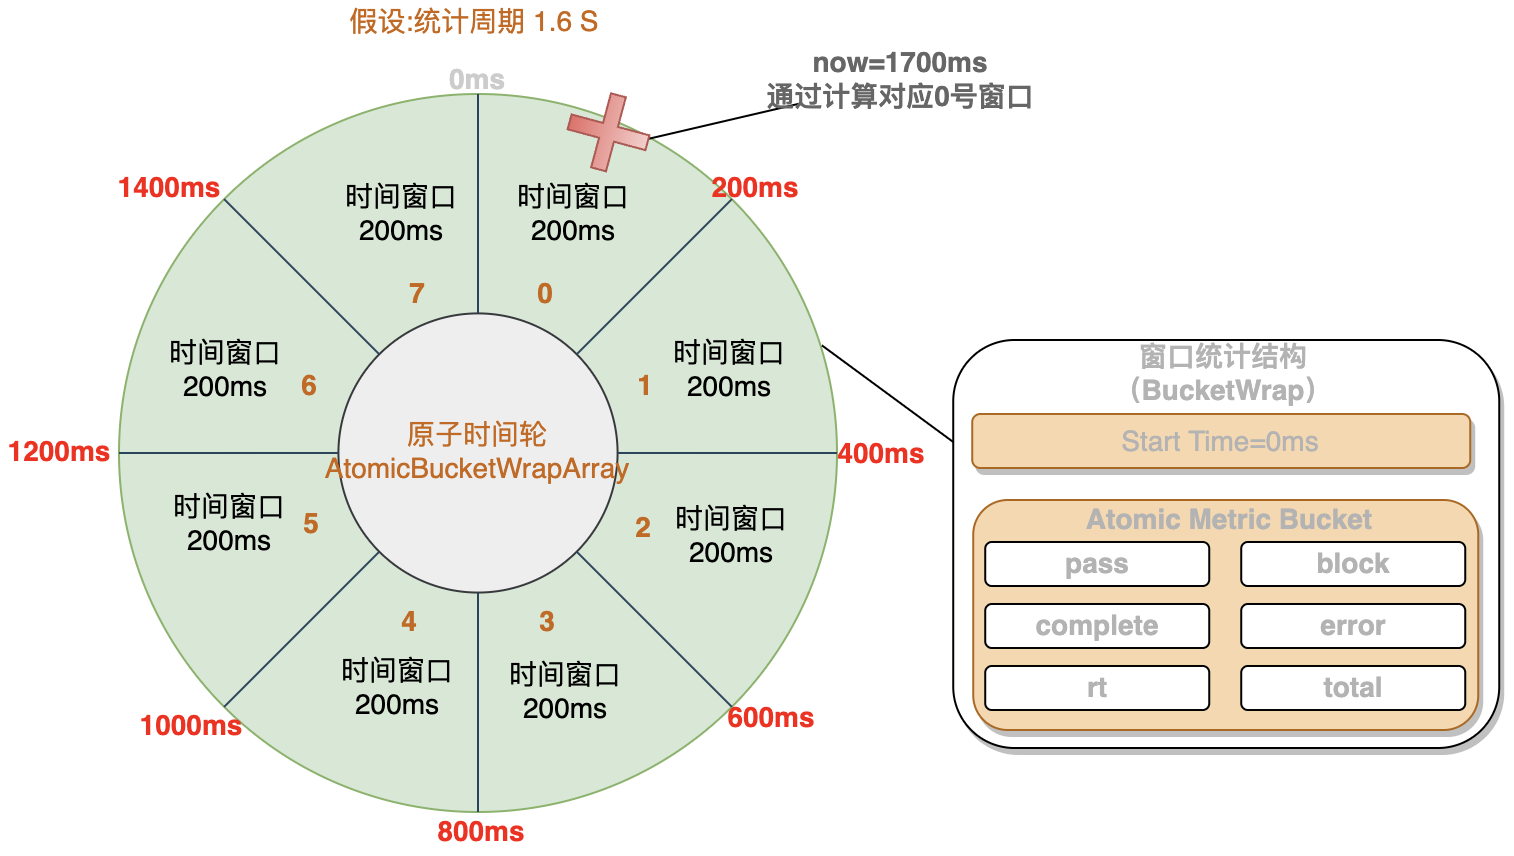 假设:统计周期 1.6 S
now=1700ms
通过计算对应0号窗口
0ms
1400ms
200ms
时间窗口
200ms
7
时间窗口
200ms
0
时间窗口
200ms
6
时间窗口
200ms
1
1200ms
原子时间轮
AtomicBucketWrapArray
400ms
时间窗口
200ms
5
时间窗口
200ms
2
4
时间窗口
200ms
3
时间窗口
200ms
1000ms
600ms
800ms
窗口统计结构
（BucketWrap）
Start Time=0ms
Atomic Metric Bucket
pass
block
complete
error
rt
total